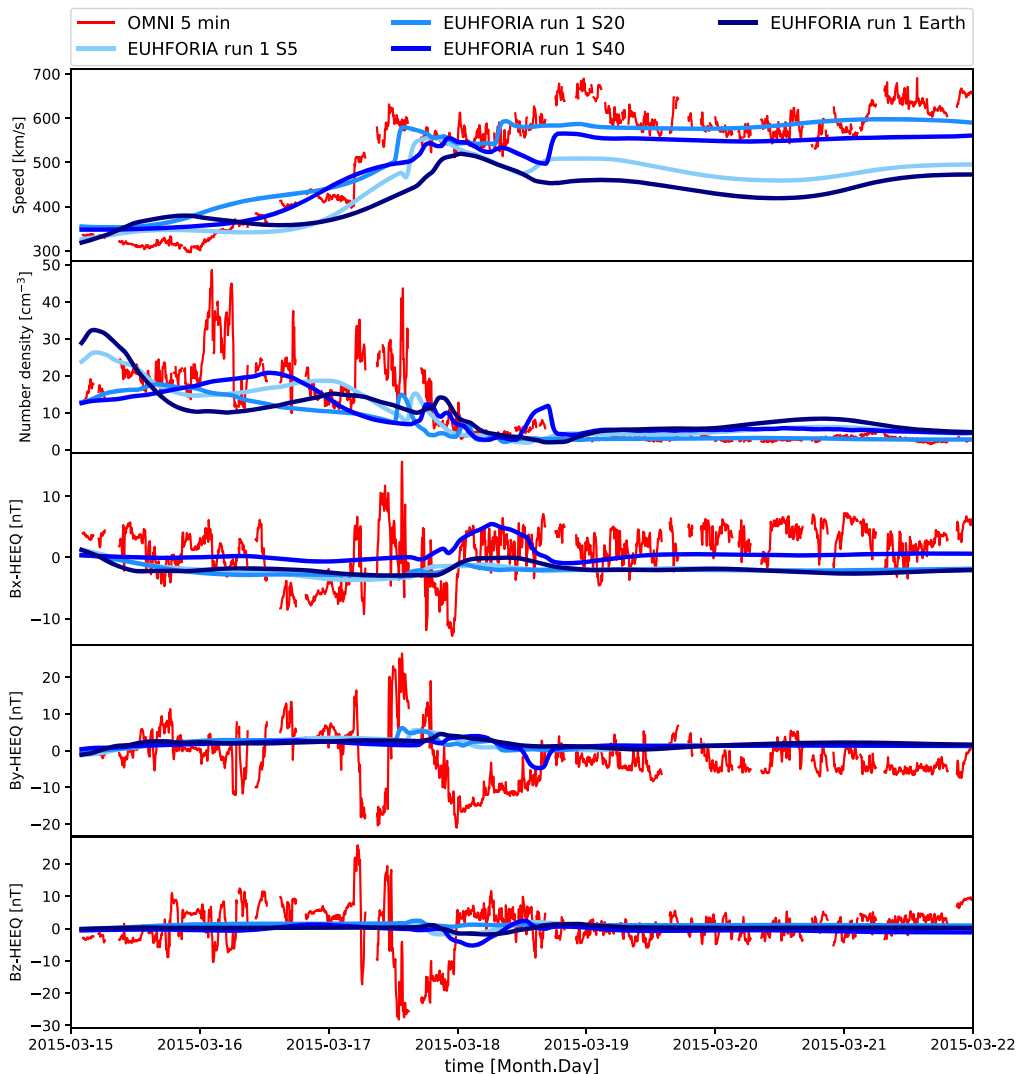 OMNI 5 min EUHFORIA run 1 S20 EUHFORIA run 1 Earth
EUHFORIA run 1 S5 EUHFORIA run 1 S40
Speed [km/s]
700
600
500
400
300
Number density [cm⁻³]
50
40
30
20
10
0
Bx-HEEQ [nT]
10
0
−10
By-HEEQ [nT]
20
10
0
−10
−20
Bz-HEEQ [nT]
20
10
0
−10
−20
−30
2015-03-15 2015-03-16 2015-03-17 2015-03-18 2015-03-19 2015-03-20 2015-03-21 2015-03-22
time [Month.Day]